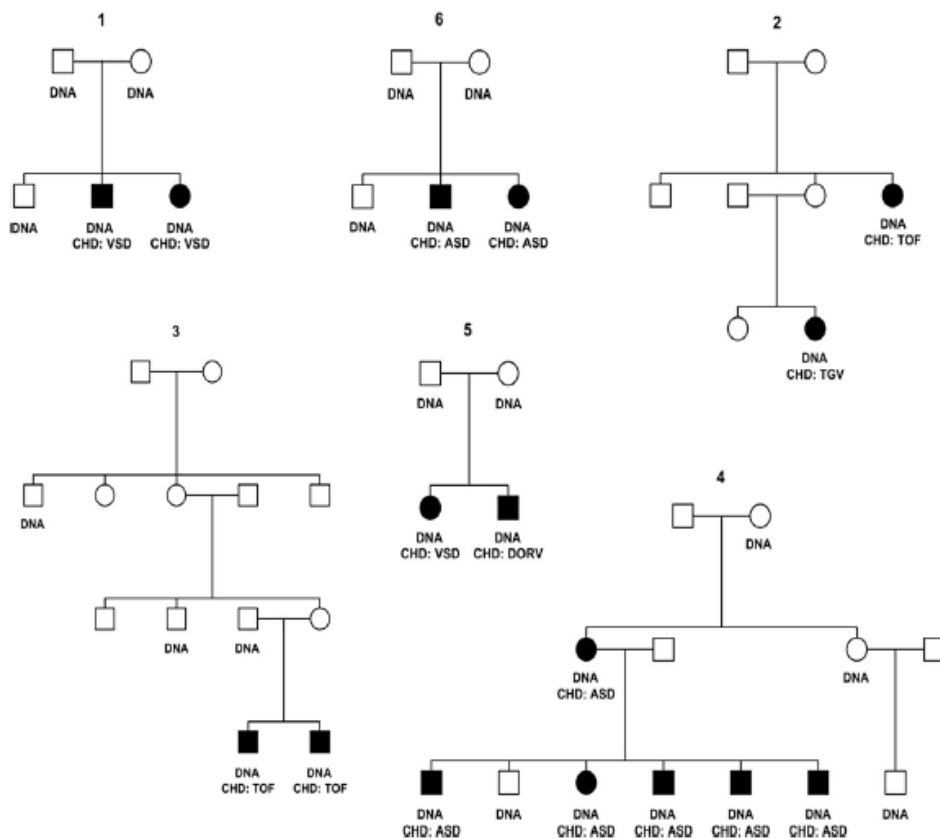 1
6
2
DNA DNA
DNA DNA
IDNA DNA DNA
CHD: VSD CHD: VSD
DNA DNA DNA
CHD: ASD CHD: ASD
DNA
CHD: TOF
DNA
CHD: TGV
3
5
DNA DNA
DNA
DNA DNA
CHD: VSD CHD: DORV
4
DNA
DNA DNA
DNA
CHD: ASD
DNA
DNA DNA
CHD: TOF CHD: TOF
DNA DNA DNA DNA DNA DNA DNA
CHD: ASD CHD: ASD CHD: ASD CHD: ASD CHD: ASD